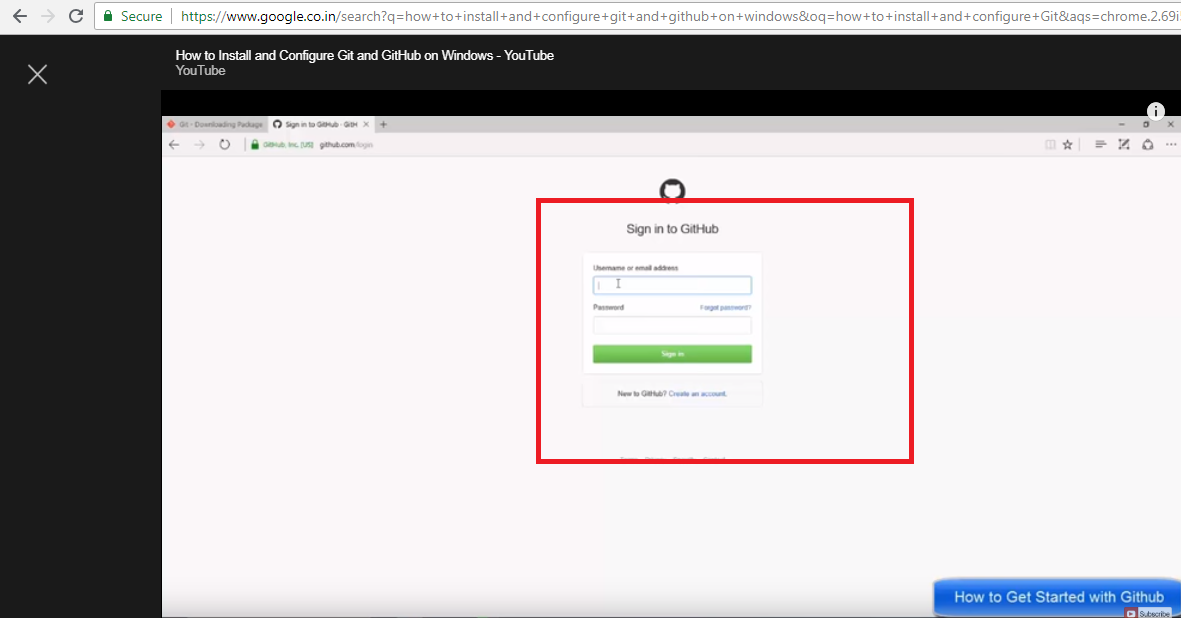 Secure https://www.google.co.in/search?q=how+to+install+and+configure+git+and+github+on+windows&oq=how+to+install+and+configure+Git&aqs=chrome.2.69i
How to Install and Configure Git and GitHub on Windows - YouTube
YouTube
Git - Downloading Package
Sign in to GitHub · GitH
GitHub, Inc. [US] github.com/login
Sign in to GitHub
Username or email address
Password Forgot password?
Sign in
New to GitHub? Create an account.
How to Get Started with Github
Subscribe